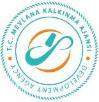 T.C. MEVLANA KALKINMA AJANSI
DEVELOPMENT AGENCY